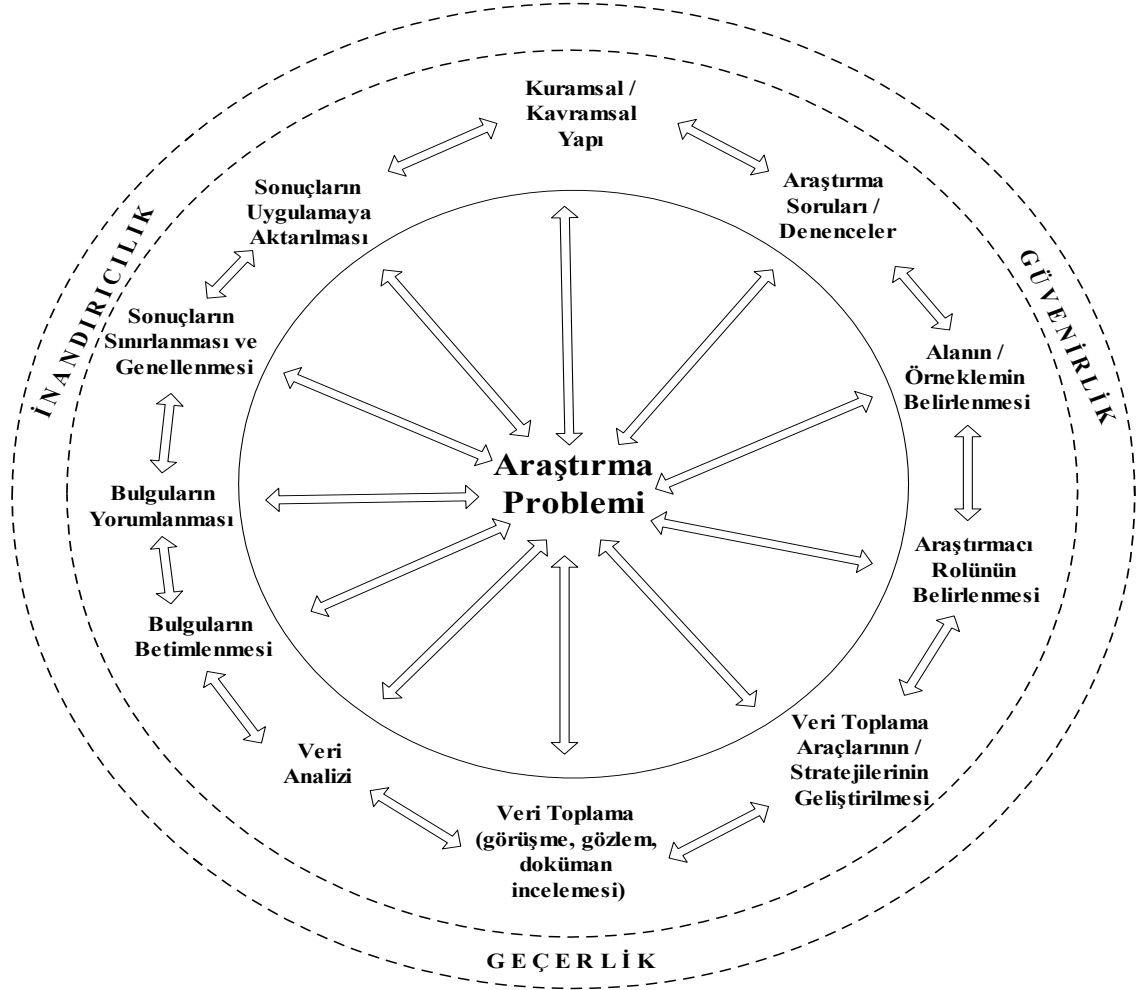 Kuramsal /
Kavramsal
Yapı
Araştırma
Soruları /
Denenceler
Alanın /
Örneklemin
Belirlenmesi
Araştırmacı
Rolünün
Belirlenmesi
Veri Toplama
Araçlarının /
Stratejilerinin
Geliştirilmesi
Veri Toplama
(görüşme, gözlem,
doküman
incelemesi)
Veri
Analizi
Bulguların
Betimlenmesi
Bulguların
Yorumlanması
Sonuçların
Sınırlanması ve
Genellenmesi
Sonuçların
Uygulamaya
Aktarılması
Araştırma
Problemi
İNANDIRICILIK
GÜVENİRLİK
GEÇERLİK